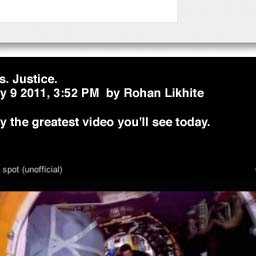 s. Justice.
y 9 2011, 3:52 PM by Rohan Likhite
y the greatest video you'll see today.
spot (unofficial)